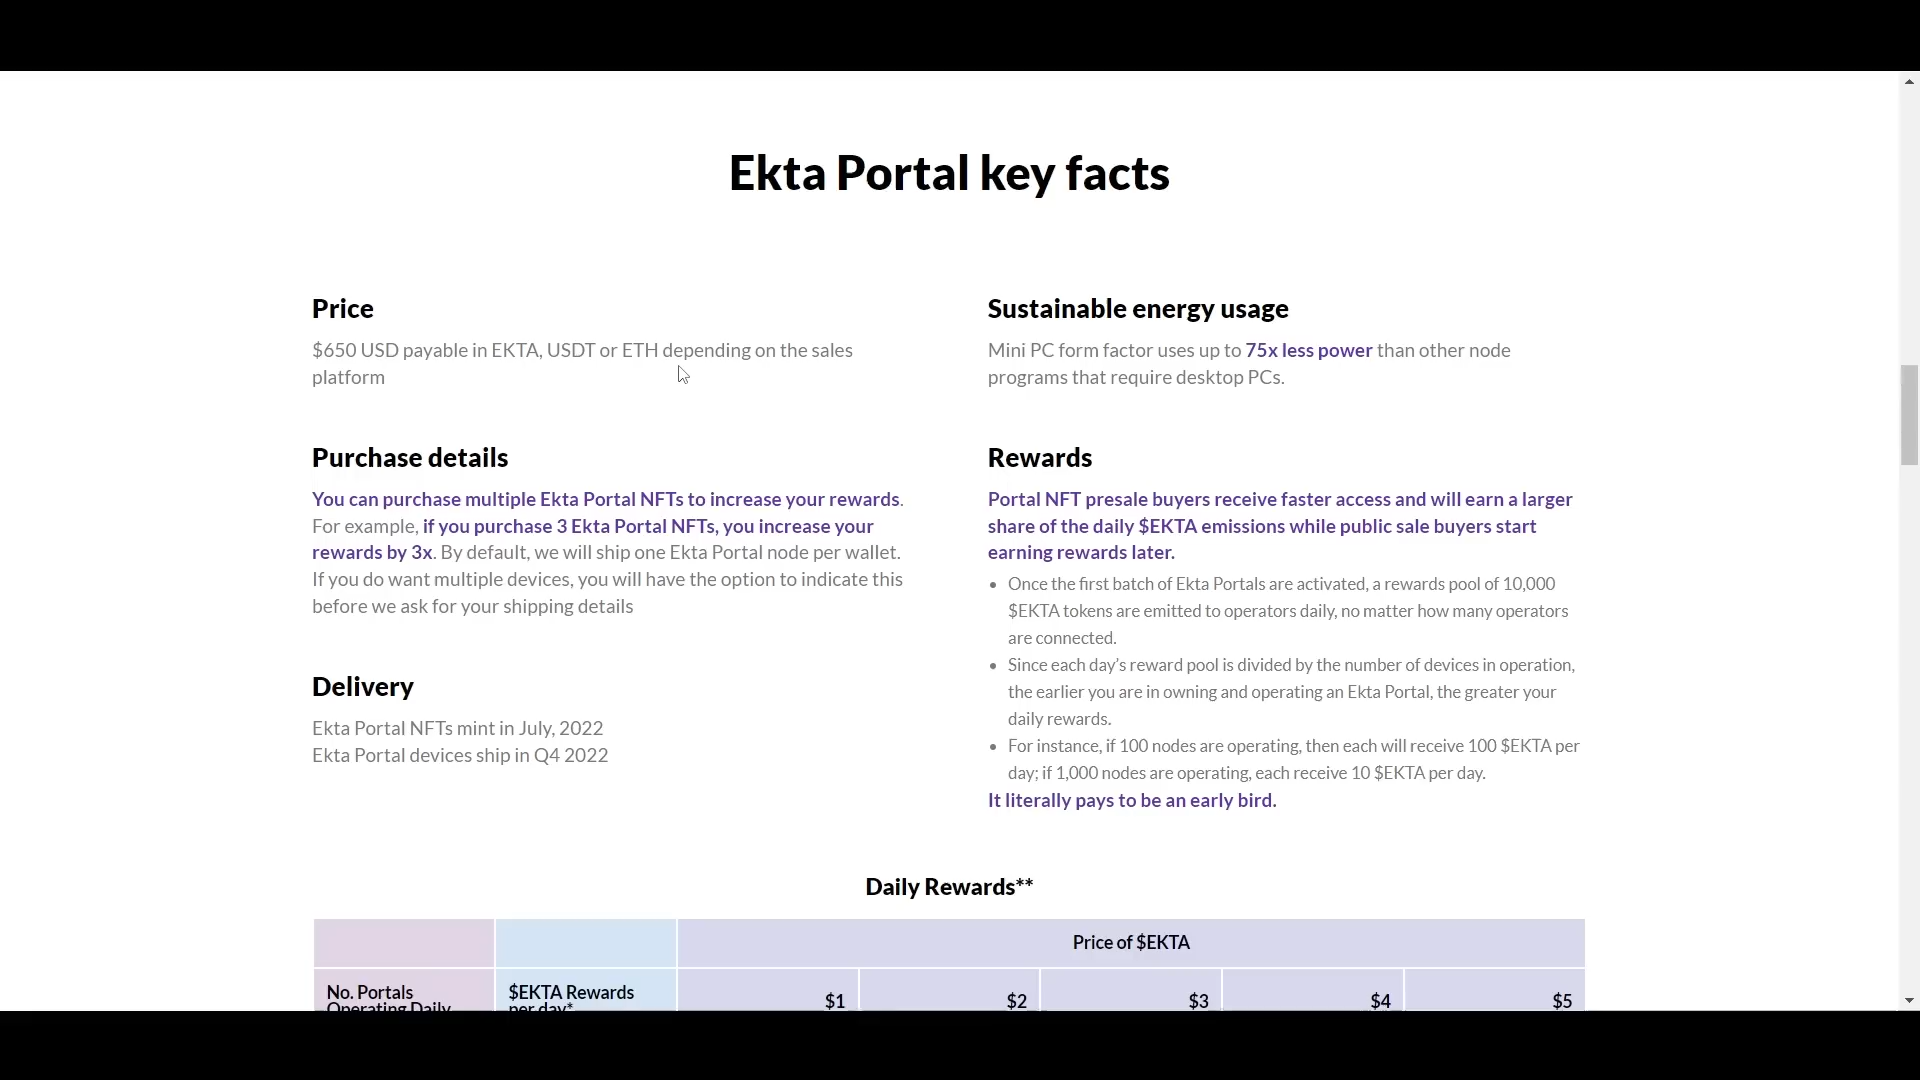 Ekta Portal key facts
Price
$650 USD payable in EKTA, USDT or ETH depending on the sales
platform
Purchase details
You can purchase multiple Ekta Portal NFTs to increase your rewards.
For example, if you purchase 3 Ekta Portal NFTs, you increase your
rewards by 3x. By default, we will ship one Ekta Portal node per wallet.
If you do want multiple devices, you will have the option to indicate this
before we ask for your shipping details
Delivery
Ekta Portal NFTs mint in July, 2022
Ekta Portal devices ship in Q4 2022
Sustainable energy usage
Mini PC form factor uses up to 75x less power than other node
programs that require desktop PCs.
Rewards
Portal NFT presale buyers receive faster access and will earn a larger
share of the daily $EKTA emissions while public sale buyers start
earning rewards later.
• Once the first batch of Ekta Portals are activated, a rewards pool of 10,000
$EKTA tokens are emitted to operators daily, no matter how many operators
are connected.
• Since each day's reward pool is divided by the number of devices in operation,
the earlier you are in owning and operating an Ekta Portal, the greater your
daily rewards.
• For instance, if 100 nodes are operating, then each will receive 100 $EKTA per
day; if 1,000 nodes are operating, each receive 10 $EKTA per day.
It literally pays to be an early bird.
Daily Rewards**
Price of $EKTA
No. Portals
Operating Daily
$EKTA Rewards
per day*
$1
$2
$3
$4
$5